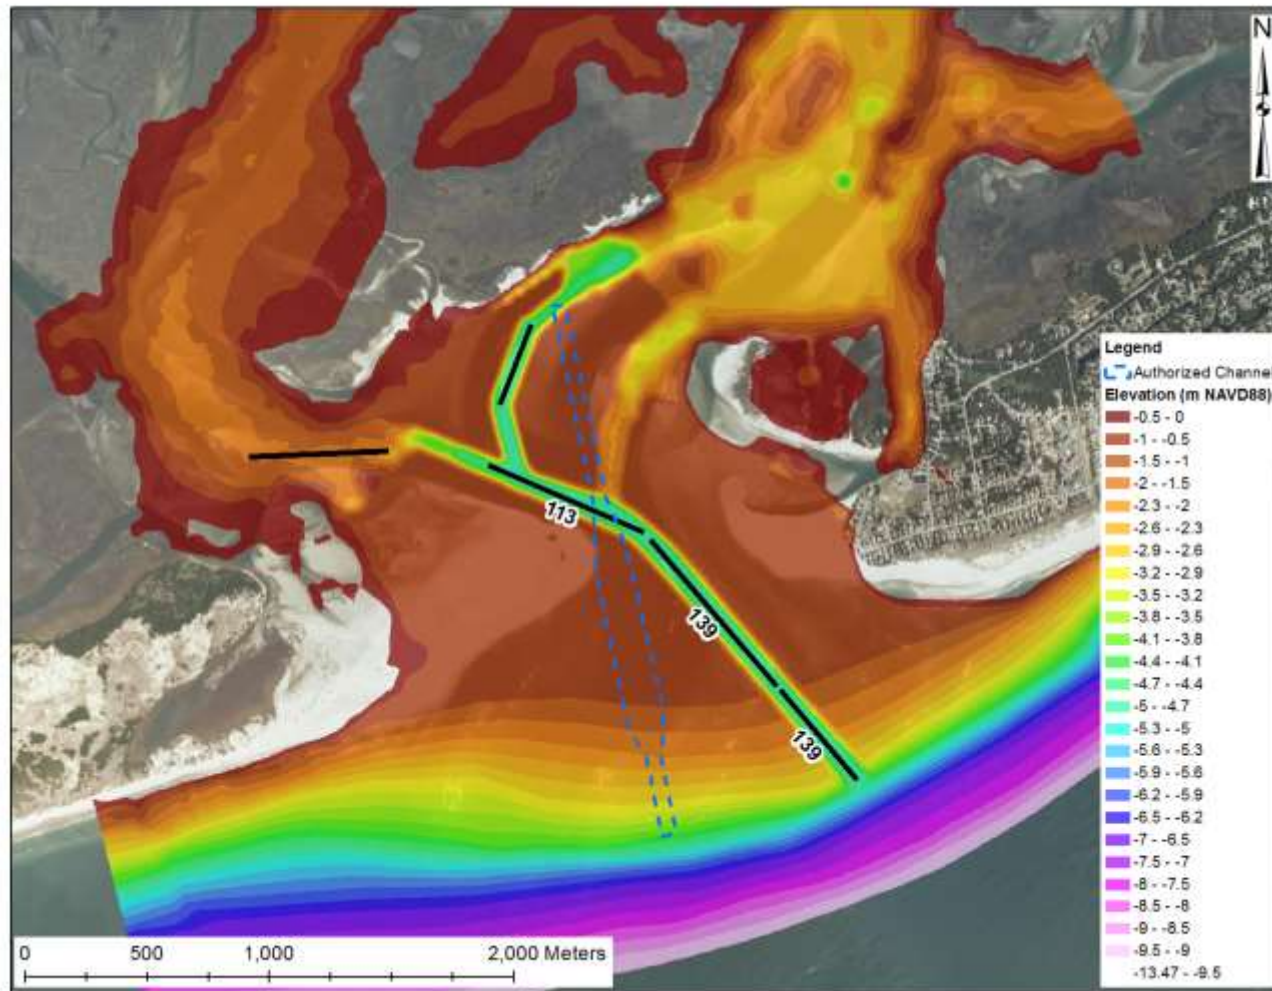 N
Legend
Authorized Channel
Elevation (m NAVD88)
-0.5 - 0
-1 - -0.5
-1.5 - -1
-2 - -1.5
-2.3 - -2
-2.6 - -2.3
-2.9 - -2.6
-3.2 - -2.9
-3.5 - -3.2
-3.8 - -3.5
-4.1 - -3.8
-4.4 - -4.1
-4.7 - -4.4
-5 - -4.7
-5.3 - -5
-5.6 - -5.3
-5.9 - -5.6
-6.2 - -5.9
-6.5 - -6.2
-7 - -6.5
-7.5 - -7
-8 - -7.5
-8.5 - -8
-9 - -8.5
-9.5 - -9
-13.47 - -9.5
113
139
139
0 500 1,000 2,000 Meters